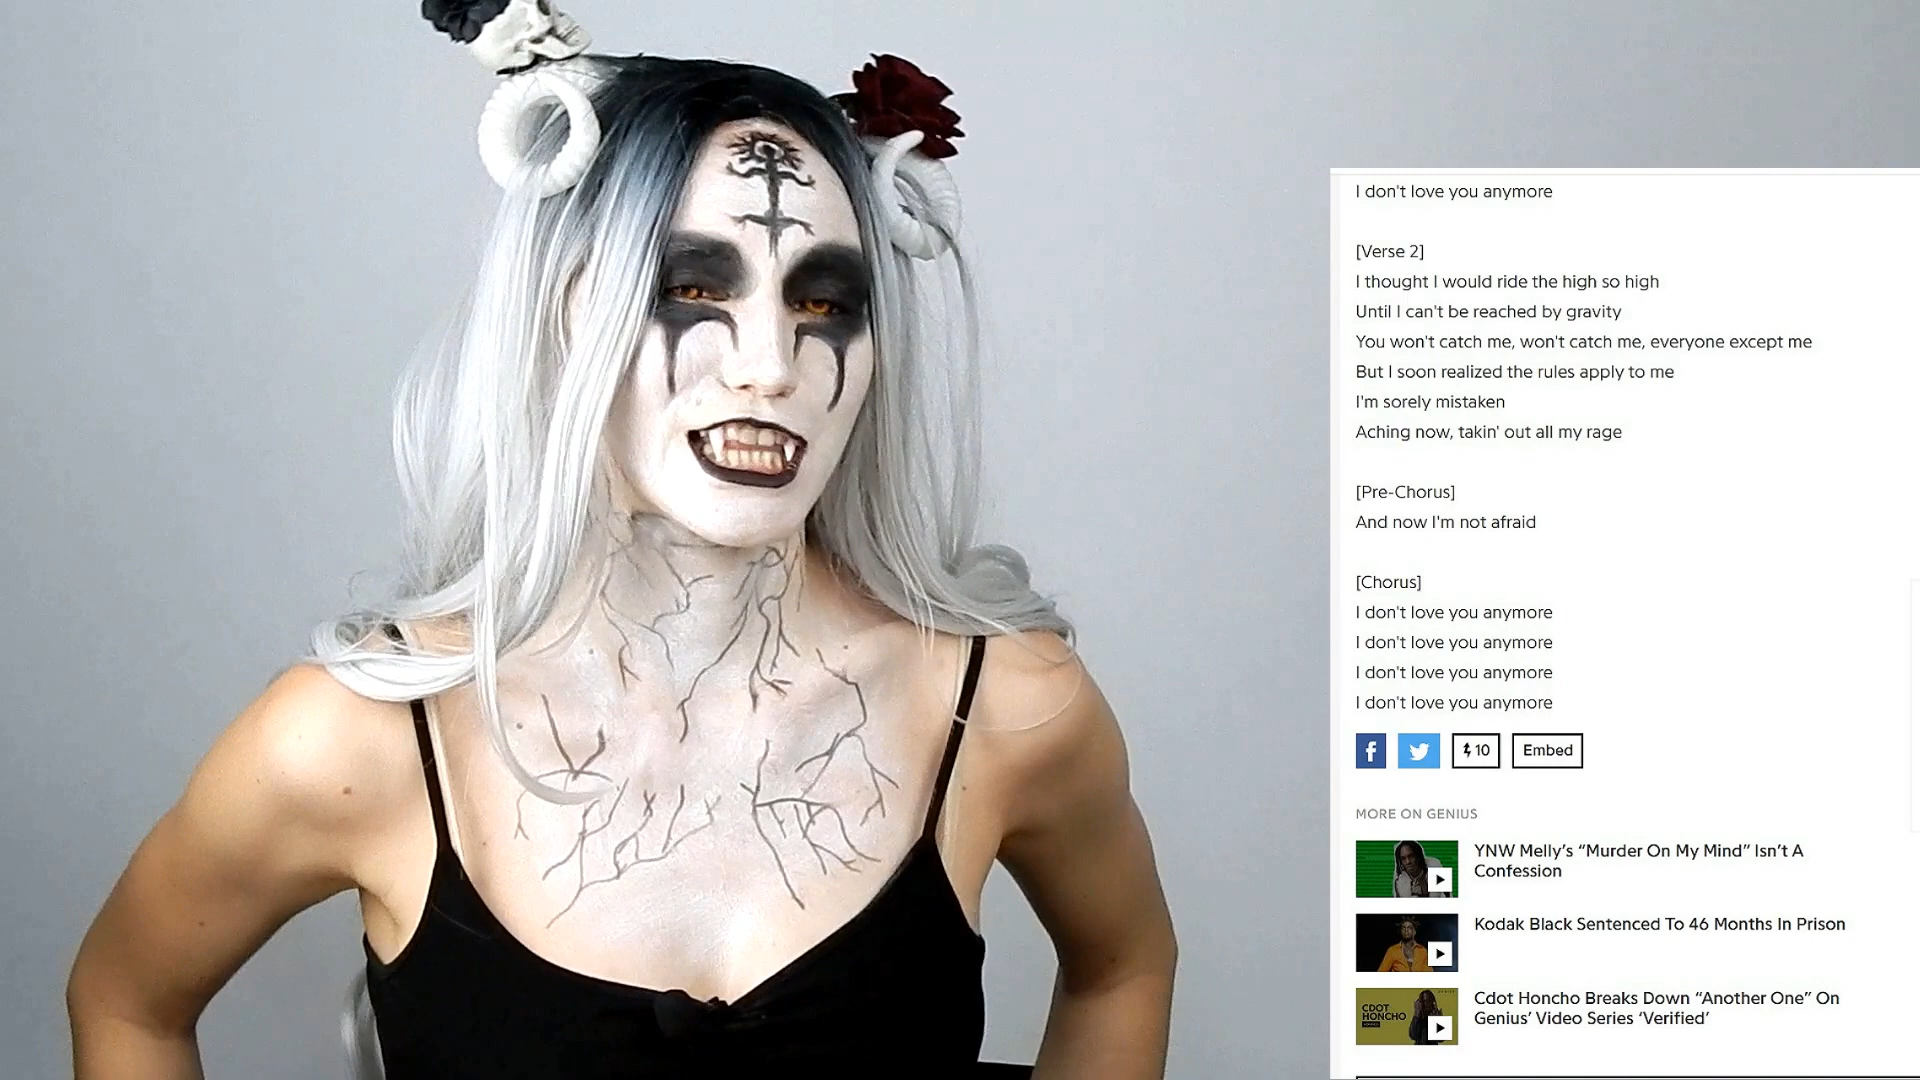 I don't love you anymore
[Verse 2]
I thought I would ride the high so high
Until I can't be reached by gravity
You won't catch me, won't catch me, everyone except me
But I soon realized the rules apply to me
I'm sorely mistaken
Aching now, takin' out all my rage
[Pre-Chorus]
And now I'm not afraid
[Chorus]
I don't love you anymore
I don't love you anymore
I don't love you anymore
I don't love you anymore
10
Embed
MORE ON GENIUS
YNW Melly’s “Murder On My Mind” Isn’t A
Confession
Kodak Black Sentenced To 46 Months In Prison
CDOT
HONCHO
Cdot Honcho Breaks Down “Another One” On
Genius’ Video Series ‘Verified’